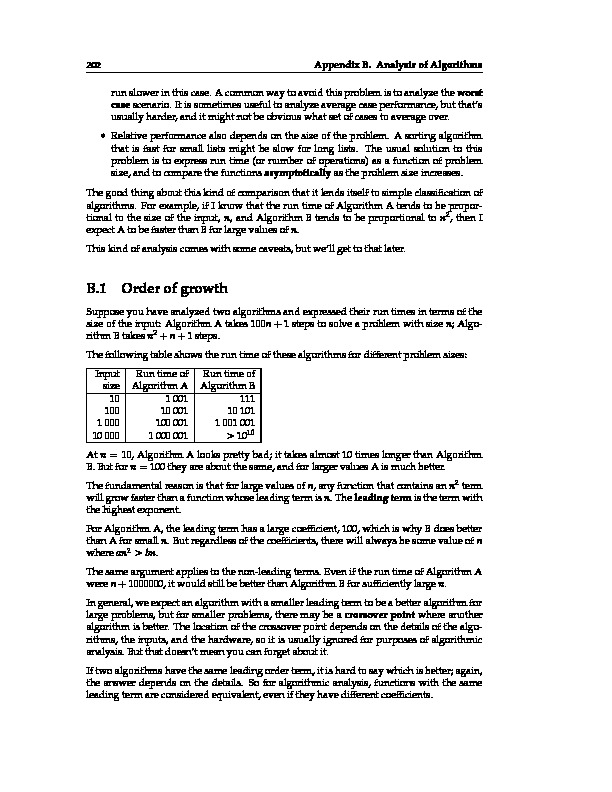 202 Appendix B. Analysis of Algorithms
run slower in this case. A common way to avoid this problem is to analyze the worst
case scenario. It is sometimes useful to analyze average case performance, but that's
usually harder, and it might not be obvious what set of cases to average over.
• Relative performance also depends on the size of the problem. A sorting algorithm
that is fast for small lists might be slow for long lists. The usual solution to this
problem is to express run time (or number of operations) as a function of problem
size, and to compare the functions asymptotically as the problem size increases.
The good thing about this kind of comparison that it lends itself to simple classification of
algorithms. For example, if I know that the run time of Algorithm A tends to be propor-
tional to the size of the input, n, and Algorithm B tends to be proportional to n², then I
expect A to be faster than B for large values of n.
This kind of analysis comes with some caveats, but we'll get to that later.
B.1 Order of growth
Suppose you have analyzed two algorithms and expressed their run times in terms of the
size of the input: Algorithm A takes 100n + 1 steps to solve a problem with size n; Algo-
rithm B takes n² + n + 1 steps.
The following table shows the run time of these algorithms for different problem sizes:
Input Run time of Run time of
size Algorithm A Algorithm B
10 1 001 111
100 10 001 10 101
1 000 100 001 1 001 001
10 000 1 000 001 > 10¹⁰
At n = 10, Algorithm A looks pretty bad; it takes almost 10 times longer than Algorithm
B. But for n = 100 they are about the same, and for larger values A is much better.
The fundamental reason is that for large values of n, any function that contains an n² term
will grow faster than a function whose leading term is n. The leading term is the term with
the highest exponent.
For Algorithm A, the leading term has a large coefficient, 100, which is why B does better
than A for small n. But regardless of the coefficients, there will always be some value of n
where an² > bn.
The same argument applies to the non-leading terms. Even if the run time of Algorithm A
were n + 1000000, it would still be better than Algorithm B for sufficiently large n.
In general, we expect an algorithm with a smaller leading term to be a better algorithm for
large problems, but for smaller problems, there may be a crossover point where another
algorithm is better. The location of the crossover point depends on the details of the algo-
rithms, the inputs, and the hardware, so it is usually ignored for purposes of algorithmic
analysis. But that doesn't mean you can forget about it.
If two algorithms have the same leading order term, it is hard to say which is better; again,
the answer depends on the details. So for algorithmic analysis, functions with the same
leading term are considered equivalent, even if they have different coefficients.